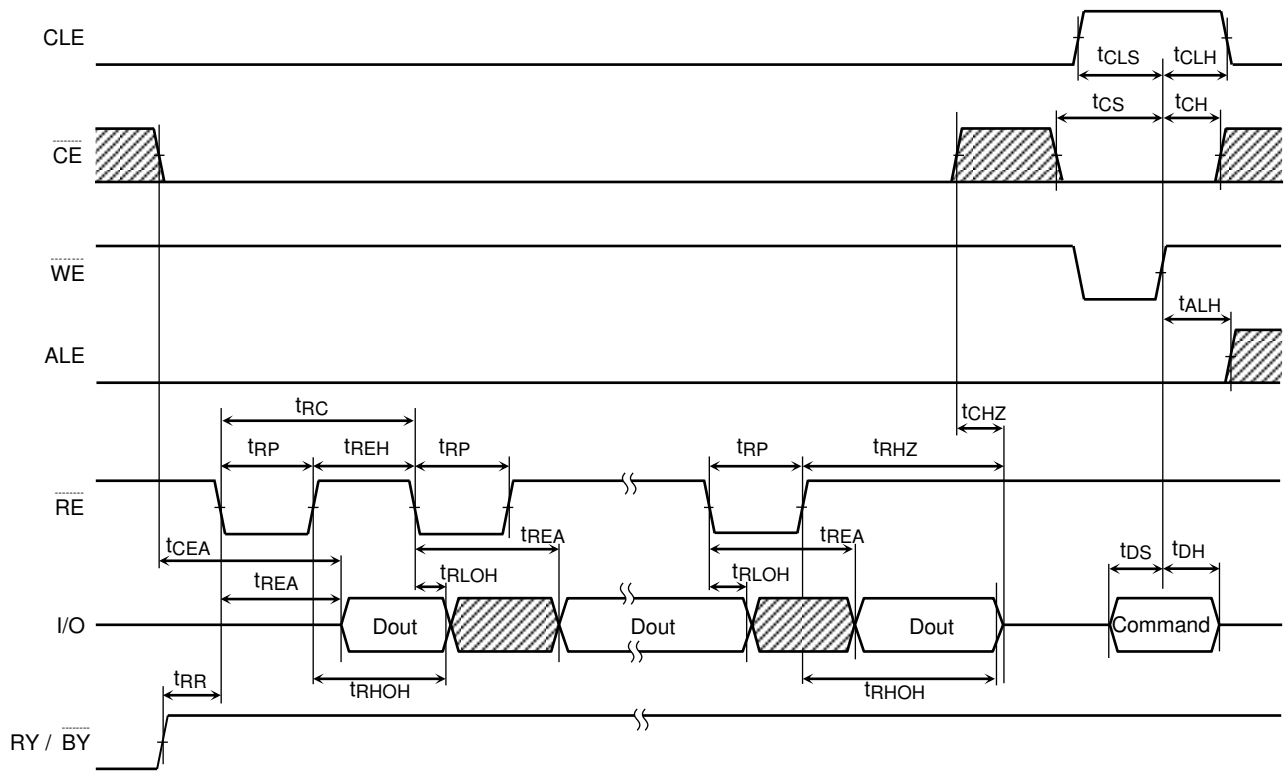 CLE
tCLS tCLH
tCS tCH
CE
WE
tALH
ALE
tRC
tCHZ
tRP tREH tRP tRP tRHZ
RE
tCEA tREA tREA
tREA tRLOH tRLOH tDS tDH
I/O Dout Dout Dout Command
tRR tRHOH tRHOH
RY / BY